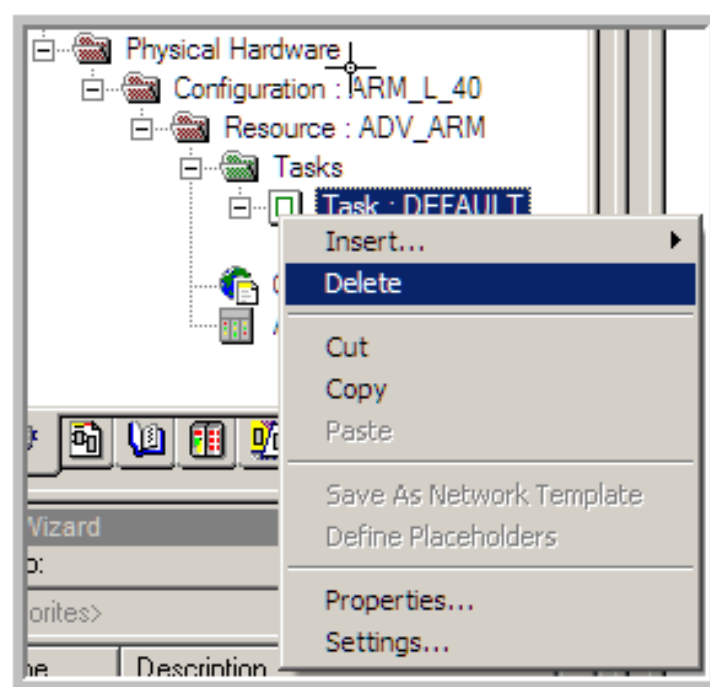 Physical Hardware
Configuration : ARM_L_40
Resource : ADV_ARM
Tasks
Task : DEFAULT
Insert...
Delete
Cut
Copy
Paste
Save As Network Template
Define Placeholders
Properties...
Settings...
Wizard
orites>
Description